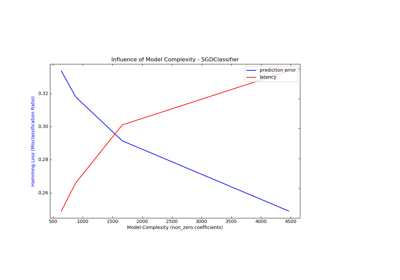 Influence of Model Complexity - SGDClassifier
prediction error
latency
0.32
0.30
0.28
0.26
Hamming Loss (Misclassification Ratio)
500 1000 1500 2000 2500 3000 3500 4000 4500
Model Complexity (non_zero coefficients)